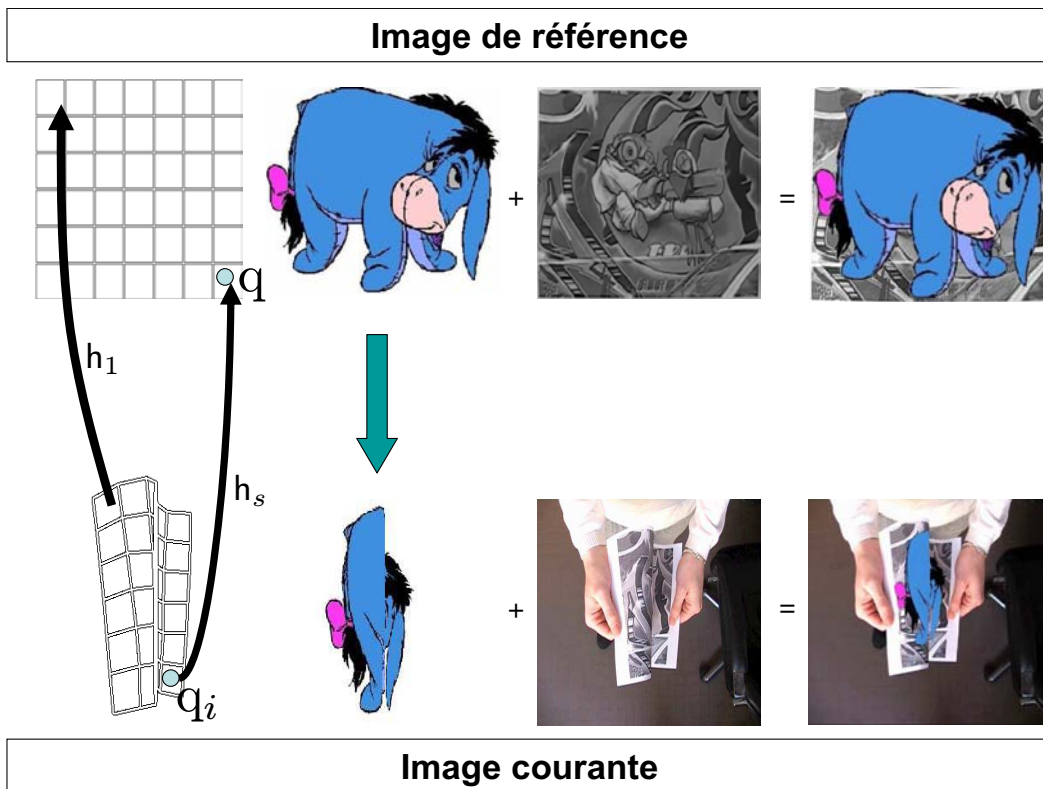 Image de référence
+
=
q
h₁
hₛ
+
=
qᵢ
Image courante